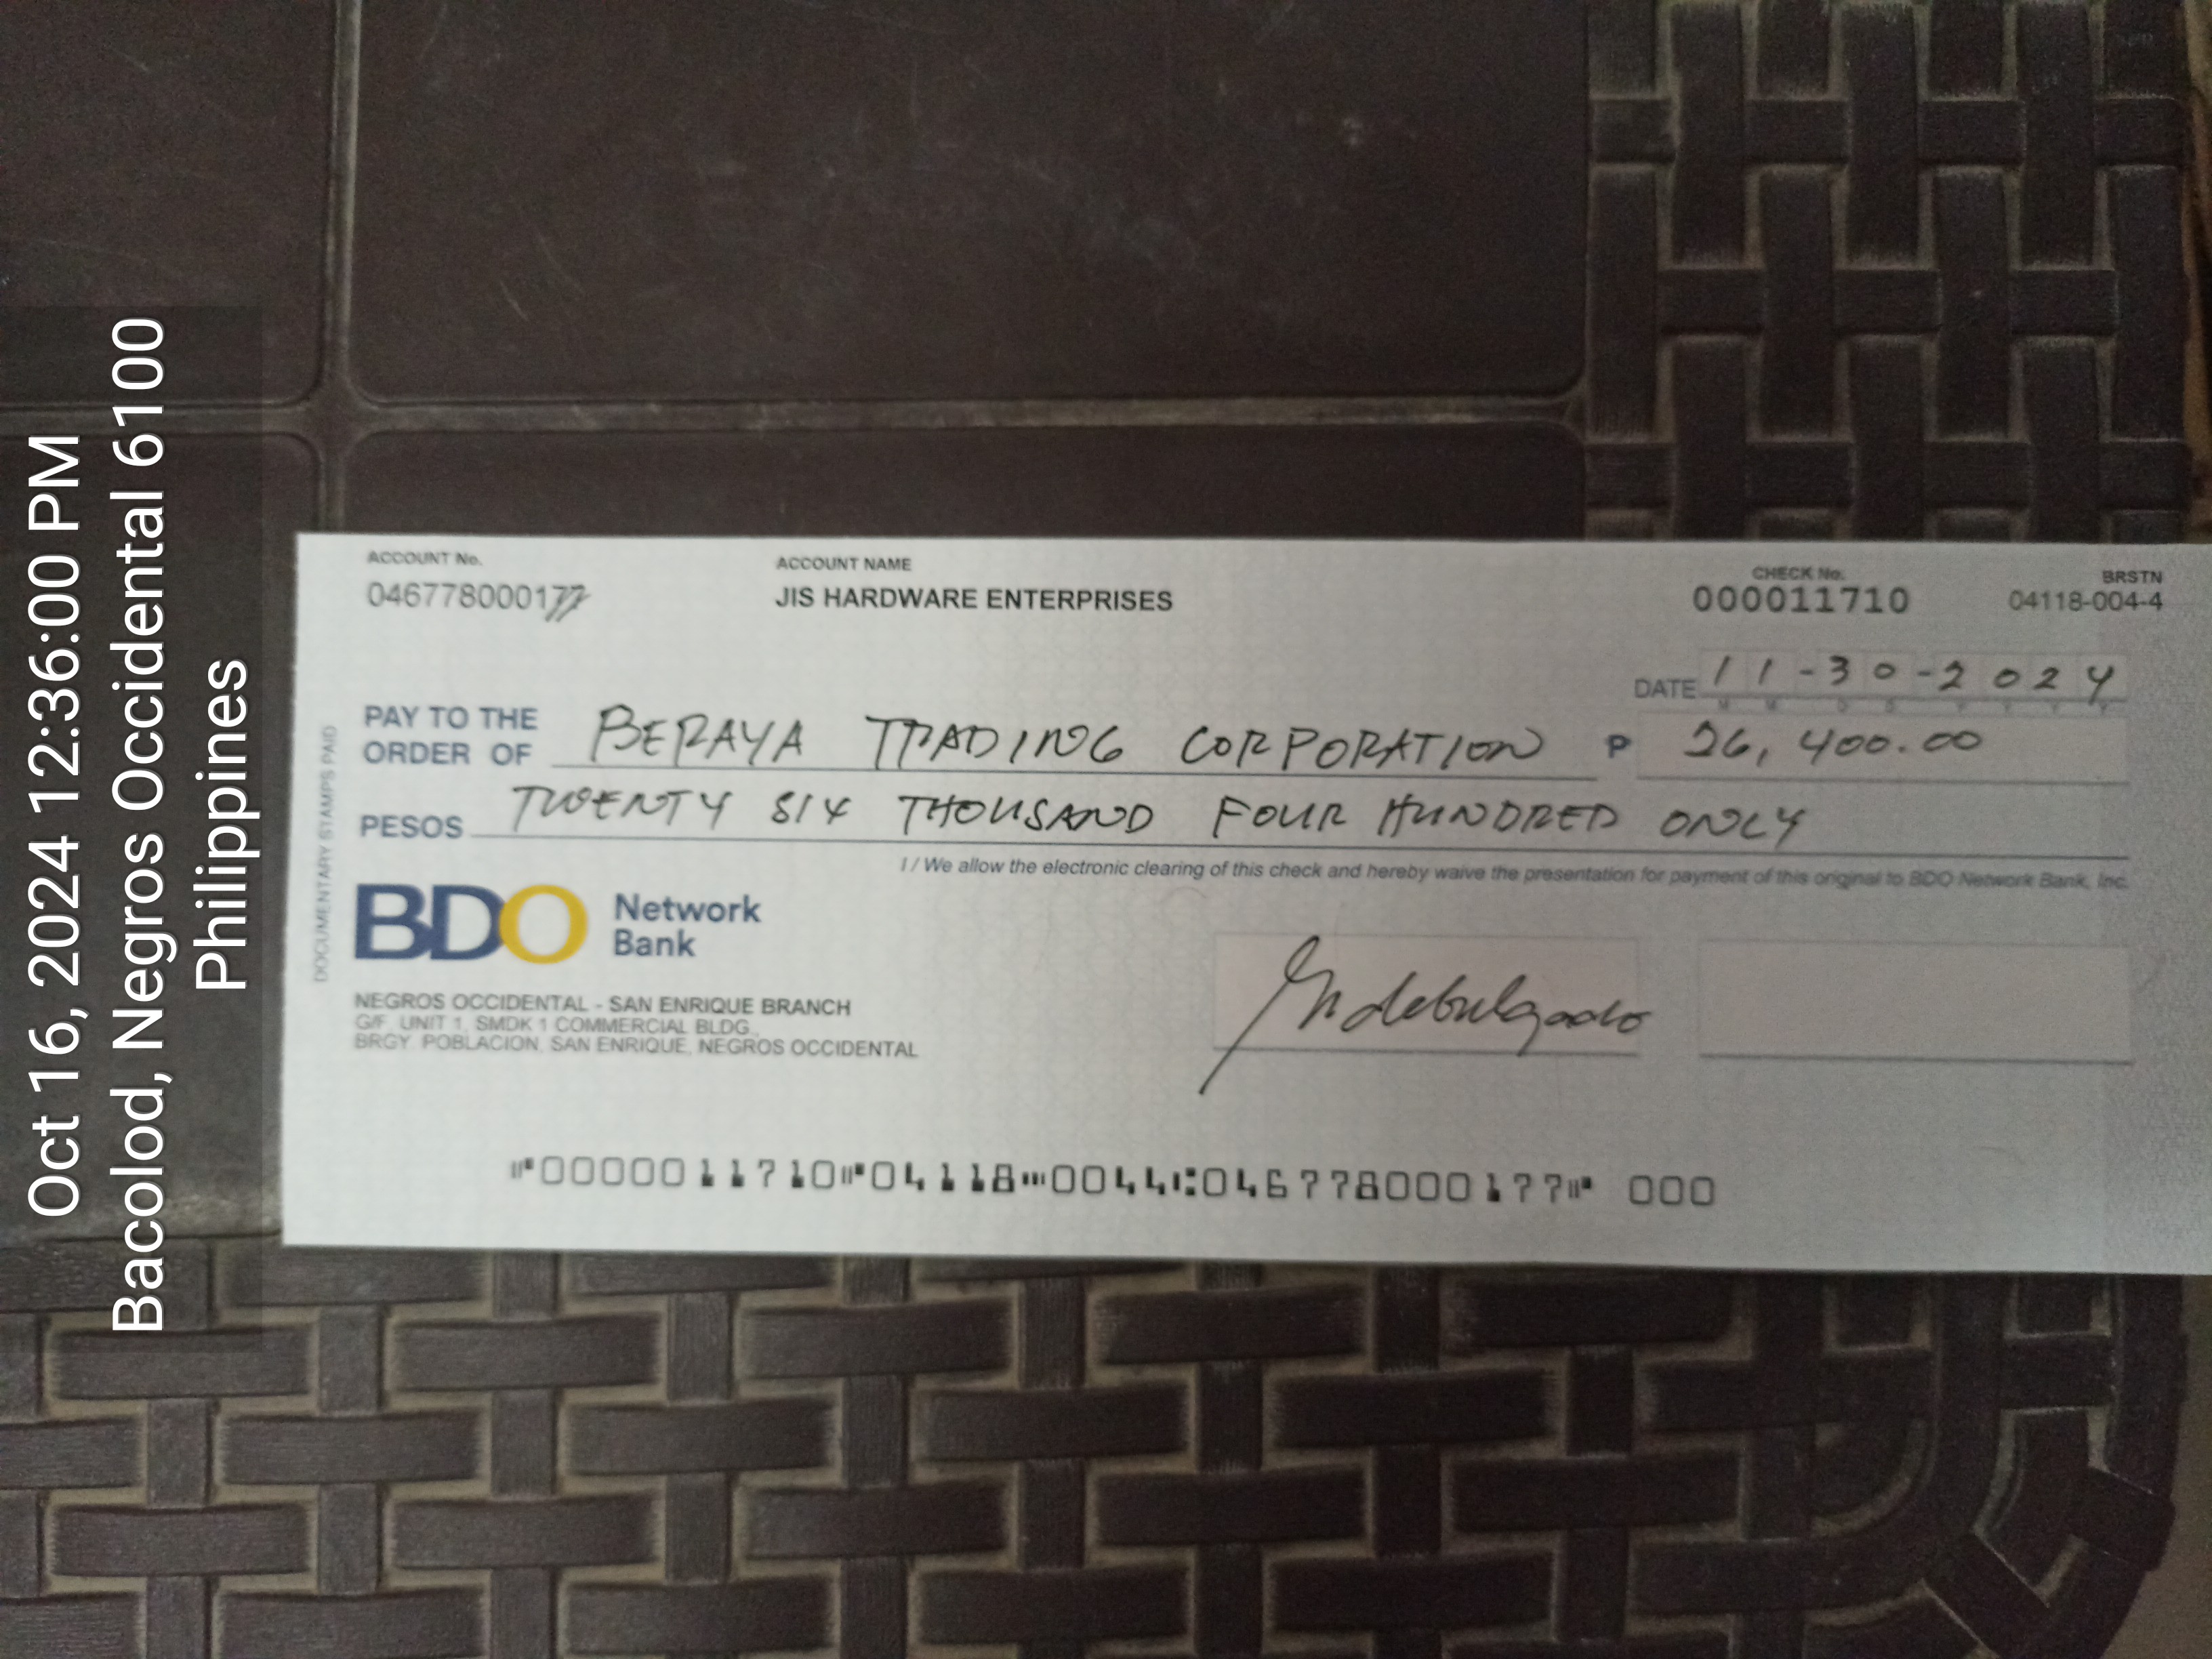 Oct 16, 2024 12:36:00 PM
Bacolod, Negros Occidental 6100
Philippines
ACCOUNT No. ACCOUNT NAME CHECK No. BRSTN
046778000177 JIS HARDWARE ENTERPRISES 000011710 04118-004-4
DATE 11-30-2024
M M D D Y Y Y Y
PAY TO THE
ORDER OF BERAYA TRADING CORPORATION P 26,400.00
PESOS TWENTY SIX THOUSAND FOUR HUNDRED ONLY
I / We allow the electronic clearing of this check and hereby waive the presentation for payment of this original to BDO Network Bank, Inc.
DOCUMENTARY STAMPS PAID
BDO Network
Bank
NEGROS OCCIDENTAL - SAN ENRIQUE BRANCH
G/F, UNIT 1, SMDK 1 COMMERCIAL BLDG.,
BRGY. POBLACION, SAN ENRIQUE, NEGROS OCCIDENTAL
⑈0000011710⑈04118⑉0044⑆046778000177⑈ 000